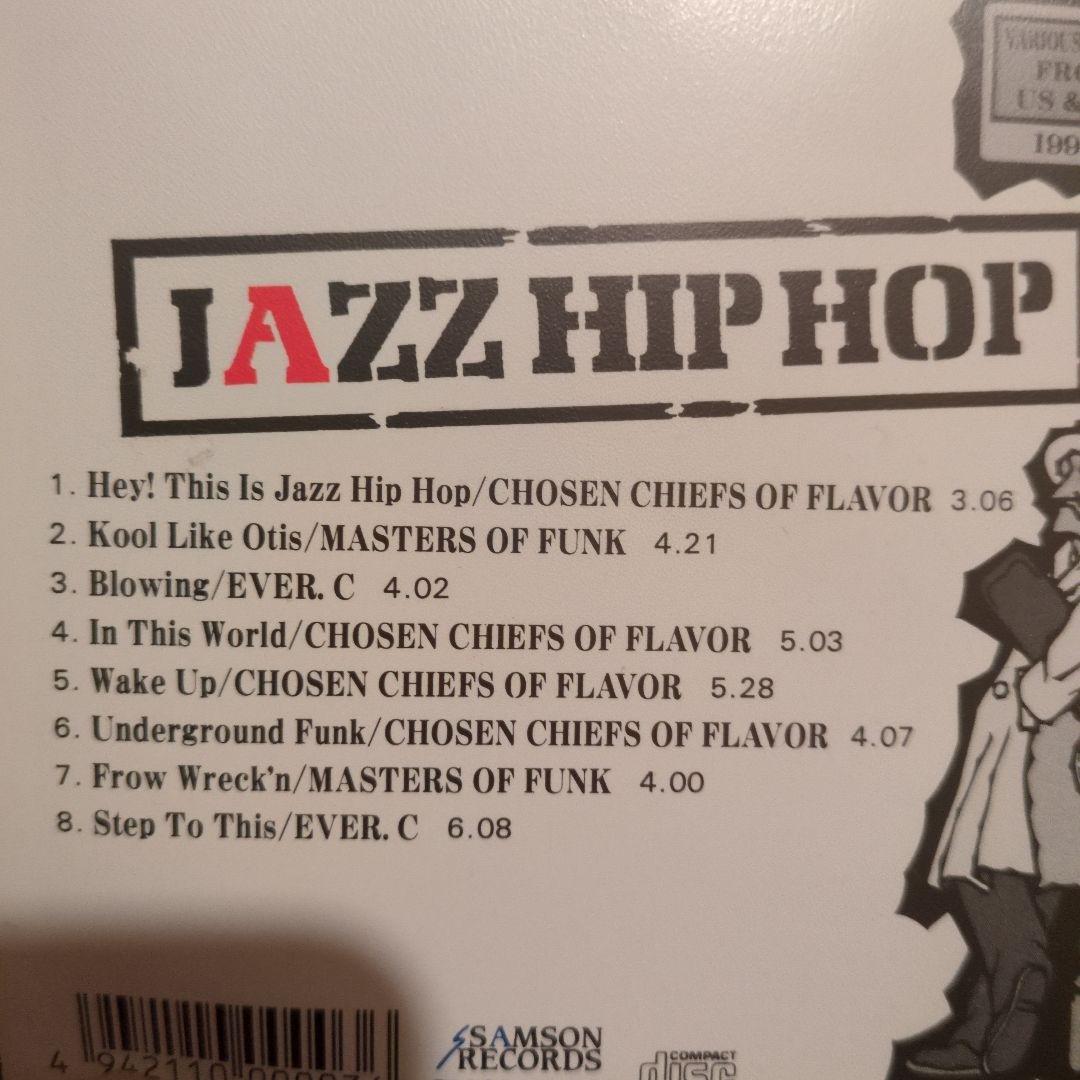 VARIOUS
FRO
US &
199
JAZZ HIP HOP
1. Hey! This Is Jazz Hip Hop/CHOSEN CHIEFS OF FLAVOR 3.06
2. Kool Like Otis/MASTERS OF FUNK 4.21
3. Blowing/EVER. C 4.02
4. In This World/CHOSEN CHIEFS OF FLAVOR 5.03
5. Wake Up/CHOSEN CHIEFS OF FLAVOR 5.28
6. Underground Funk/CHOSEN CHIEFS OF FLAVOR 4.07
7. Frow Wreck'n/MASTERS OF FUNK 4.00
8. Step To This/EVER. C 6.08
SAMSON
RECORDS
COMPACT
disc
4 942110